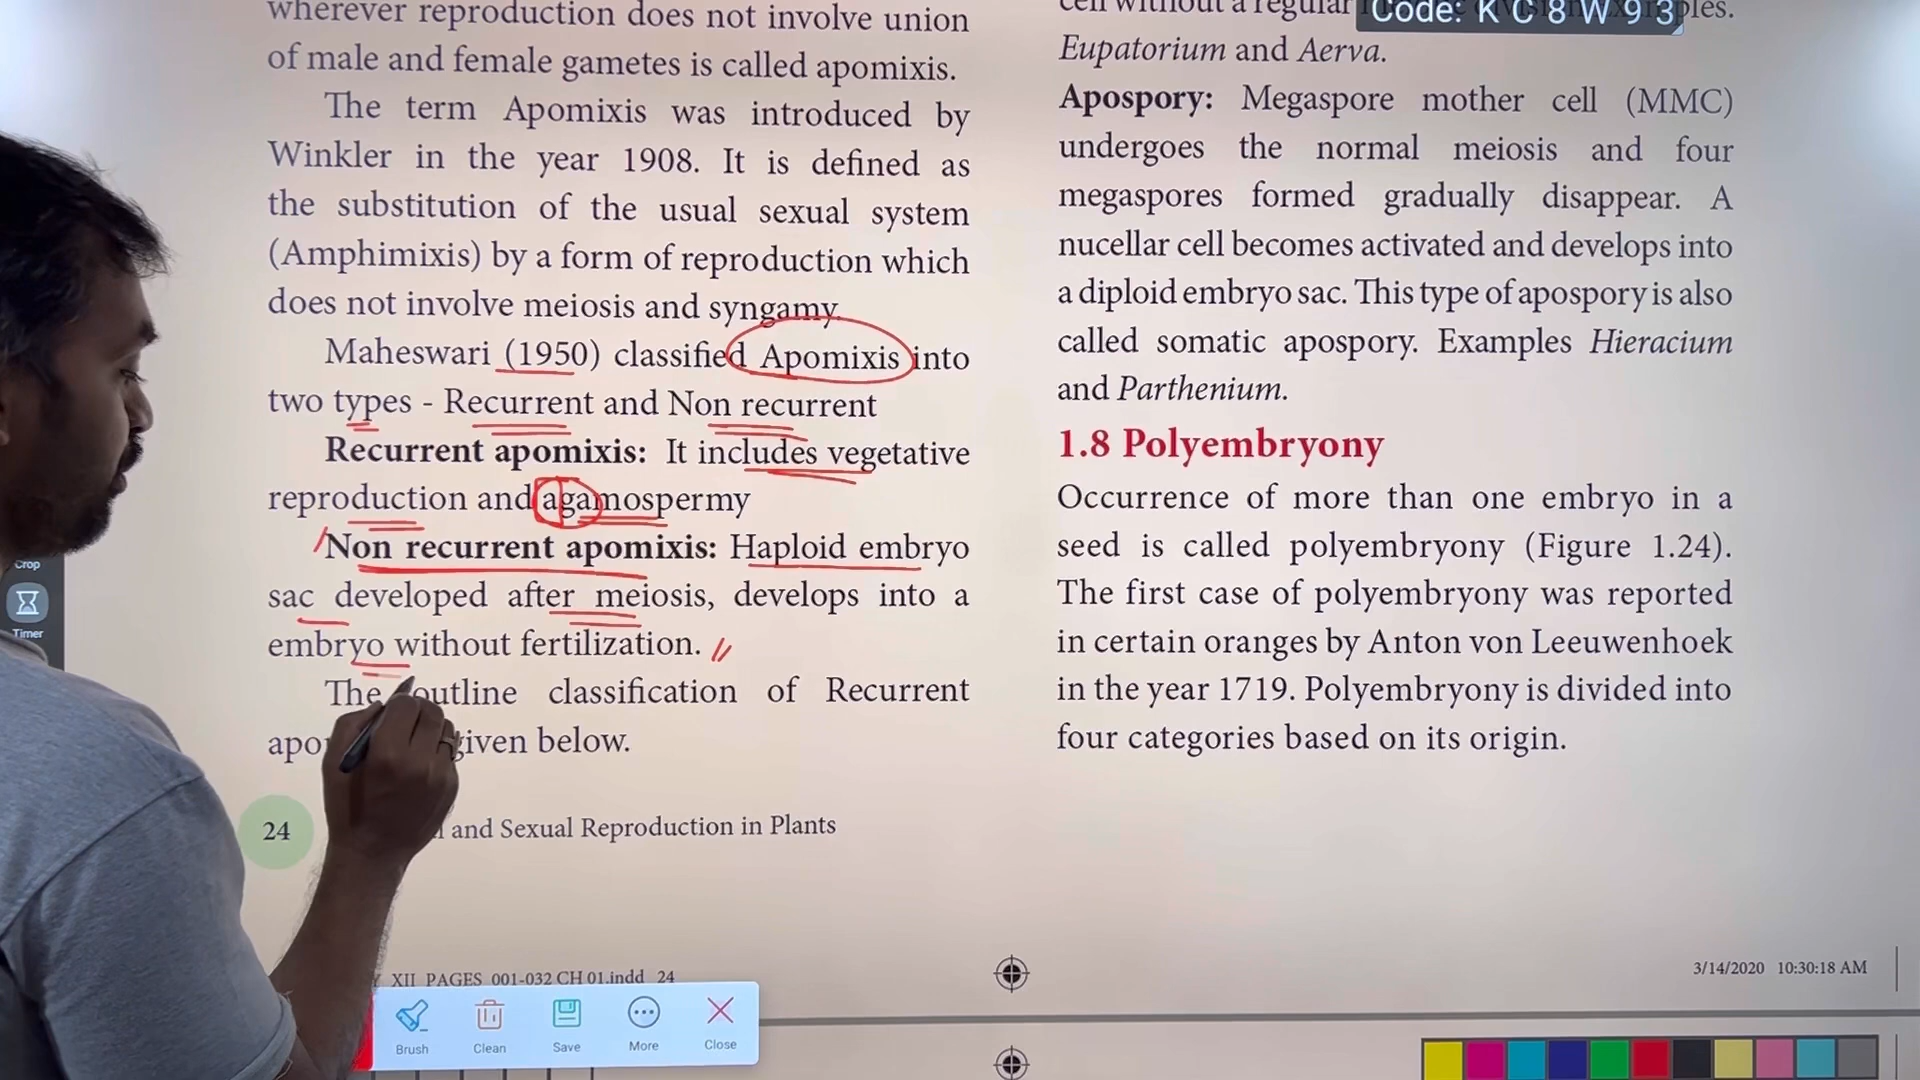 wherever reproduction does not involve union
of male and female gametes is called apomixis.
The term Apomixis was introduced by
Winkler in the year 1908. It is defined as
the substitution of the usual sexual system
(Amphimixis) by a form of reproduction which
does not involve meiosis and syngamy.
Maheswari (1950) classified Apomixis into
two types - Recurrent and Non recurrent
Recurrent apomixis: It includes vegetative
reproduction and agamospermy
Non recurrent apomixis: Haploid embryo
sac developed after meiosis, develops into a
embryo without fertilization.
The outline classification of Recurrent
given below.
24
and Sexual Reproduction in Plants
XII_PAGES_001-032 CH 01.indd 24
cell without a regular
Code: K C 8 W 9 3
Eupatorium and Aerva.
Apospory: Megaspore mother cell (MMC)
undergoes the normal meiosis and four
megaspores formed gradually disappear. A
nucellar cell becomes activated and develops into
a diploid embryo sac. This type of apospory is also
called somatic apospory. Examples Hieracium
and Parthenium.
1.8 Polyembryony
Occurrence of more than one embryo in a
seed is called polyembryony (Figure 1.24).
The first case of polyembryony was reported
in certain oranges by Anton von Leeuwenhoek
in the year 1719. Polyembryony is divided into
four categories based on its origin.
3/14/2020 10:30:18 AM
Crop
Timer
Brush
Clean
Save
More
Close